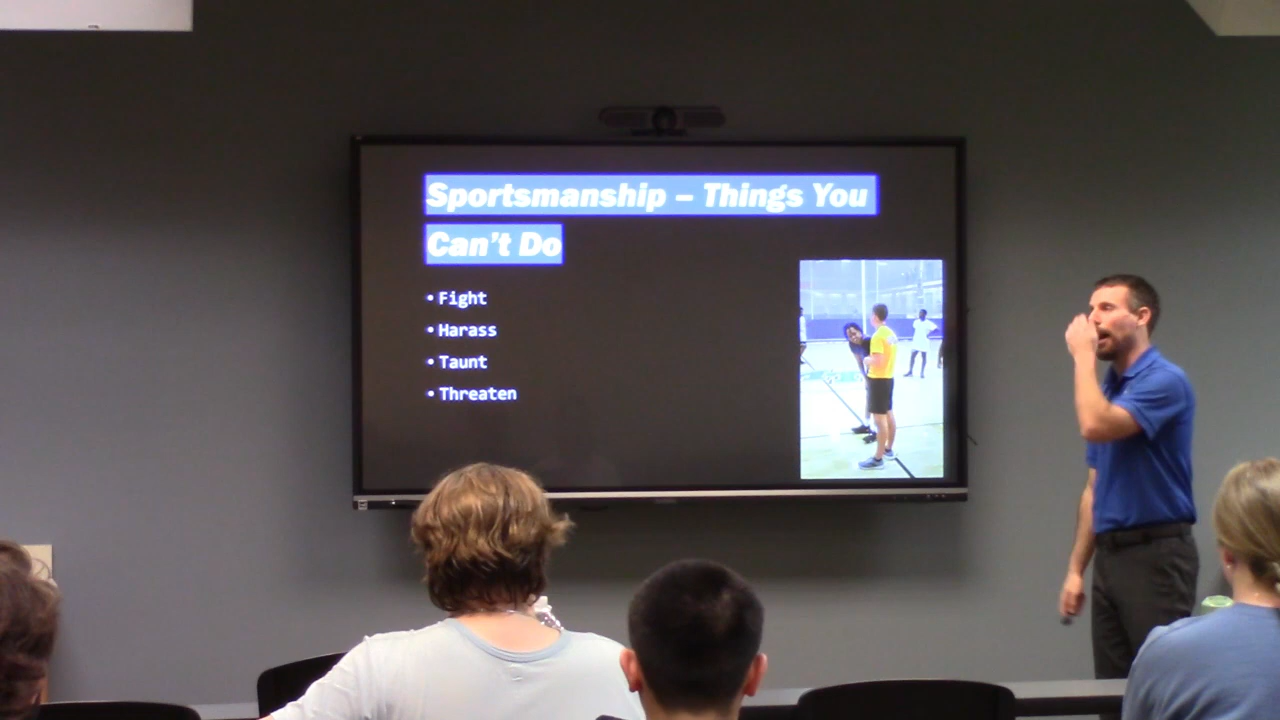 Sportsmanship – Things You
Can't Do
• Fight
• Harass
• Taunt
• Threaten